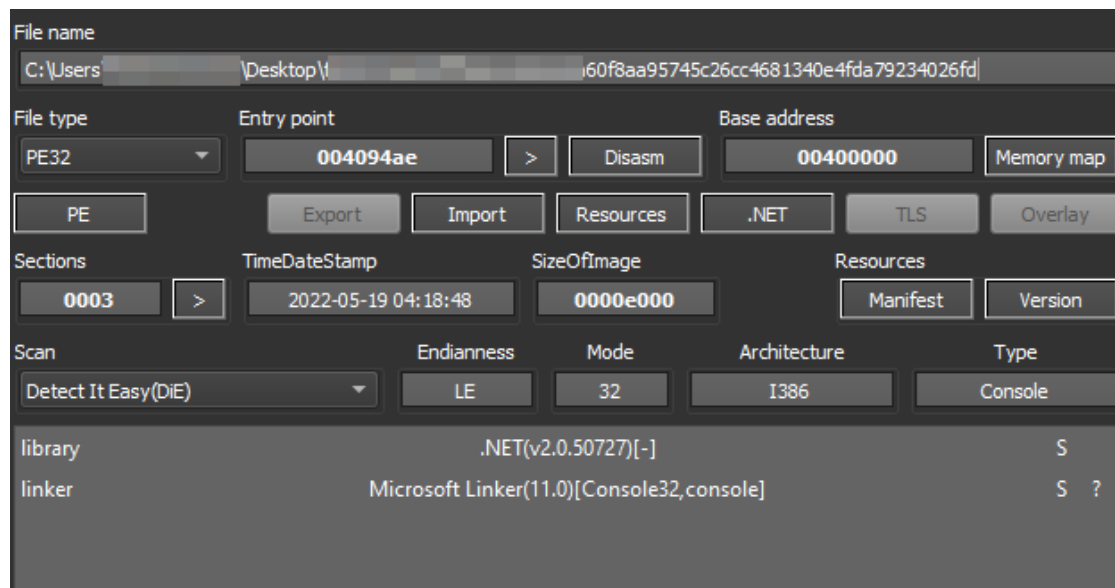 File name
C:\Users \Desktop\f 60f8aa95745c26cc4681340e4fda79234026fd
File type Entry point Base address
PE32 004094ae > Disasm 00400000 Memory map
PE Export Import Resources .NET TLS Overlay
Sections TimeDateStamp SizeOfImage Resources
0003 > 2022-05-19 04:18:48 0000e000 Manifest Version
Scan Endianness Mode Architecture Type
Detect It Easy(DiE) LE 32 I386 Console
library .NET(v2.0.50727)[-] S
linker Microsoft Linker(11.0)[Console32,console] S ?